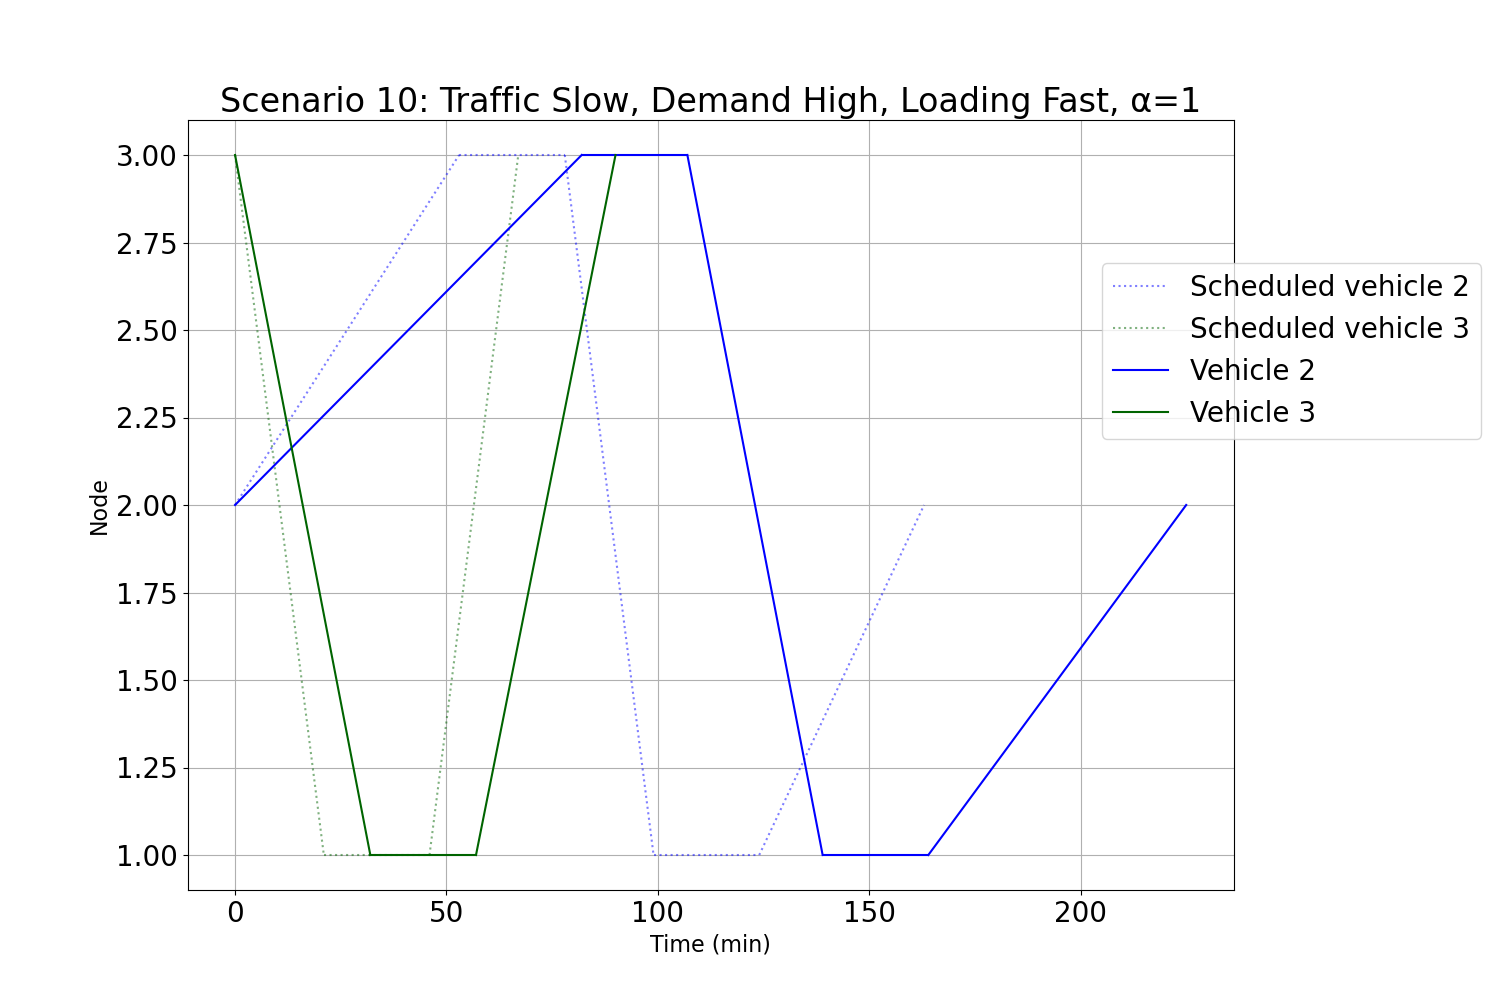 Scenario 10: Traffic Slow, Demand High, Loading Fast, α=1
Node
3.00
2.75
2.50
2.25
2.00
1.75
1.50
1.25
1.00
0
50
100
150
200
Time (min)
Scheduled vehicle 2
Scheduled vehicle 3
Vehicle 2
Vehicle 3